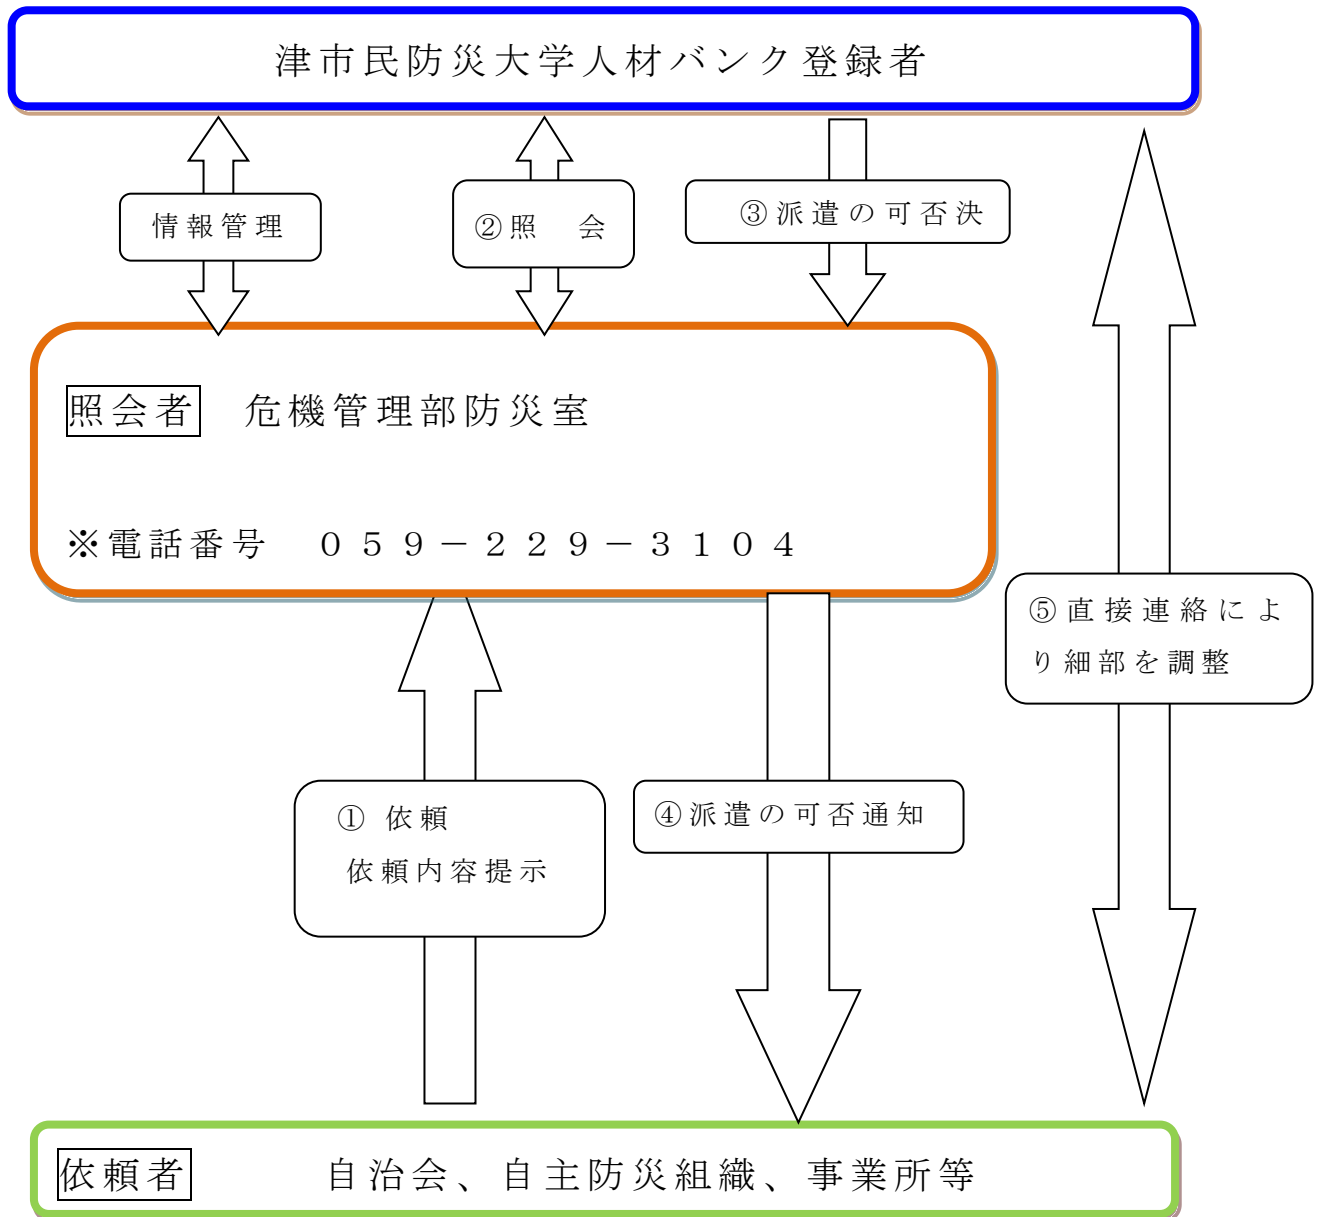 津市民防災大学人材バンク登録者
情報管理
②照　会
③派遣の可否決
照会者　危機管理部防災室
※電話番号　０５９－２２９－３１０４
⑤直接連絡によ
り細部を調整
① 依頼
依頼内容提示
④派遣の可否通知
依頼者　自治会、自主防災組織、事業所等